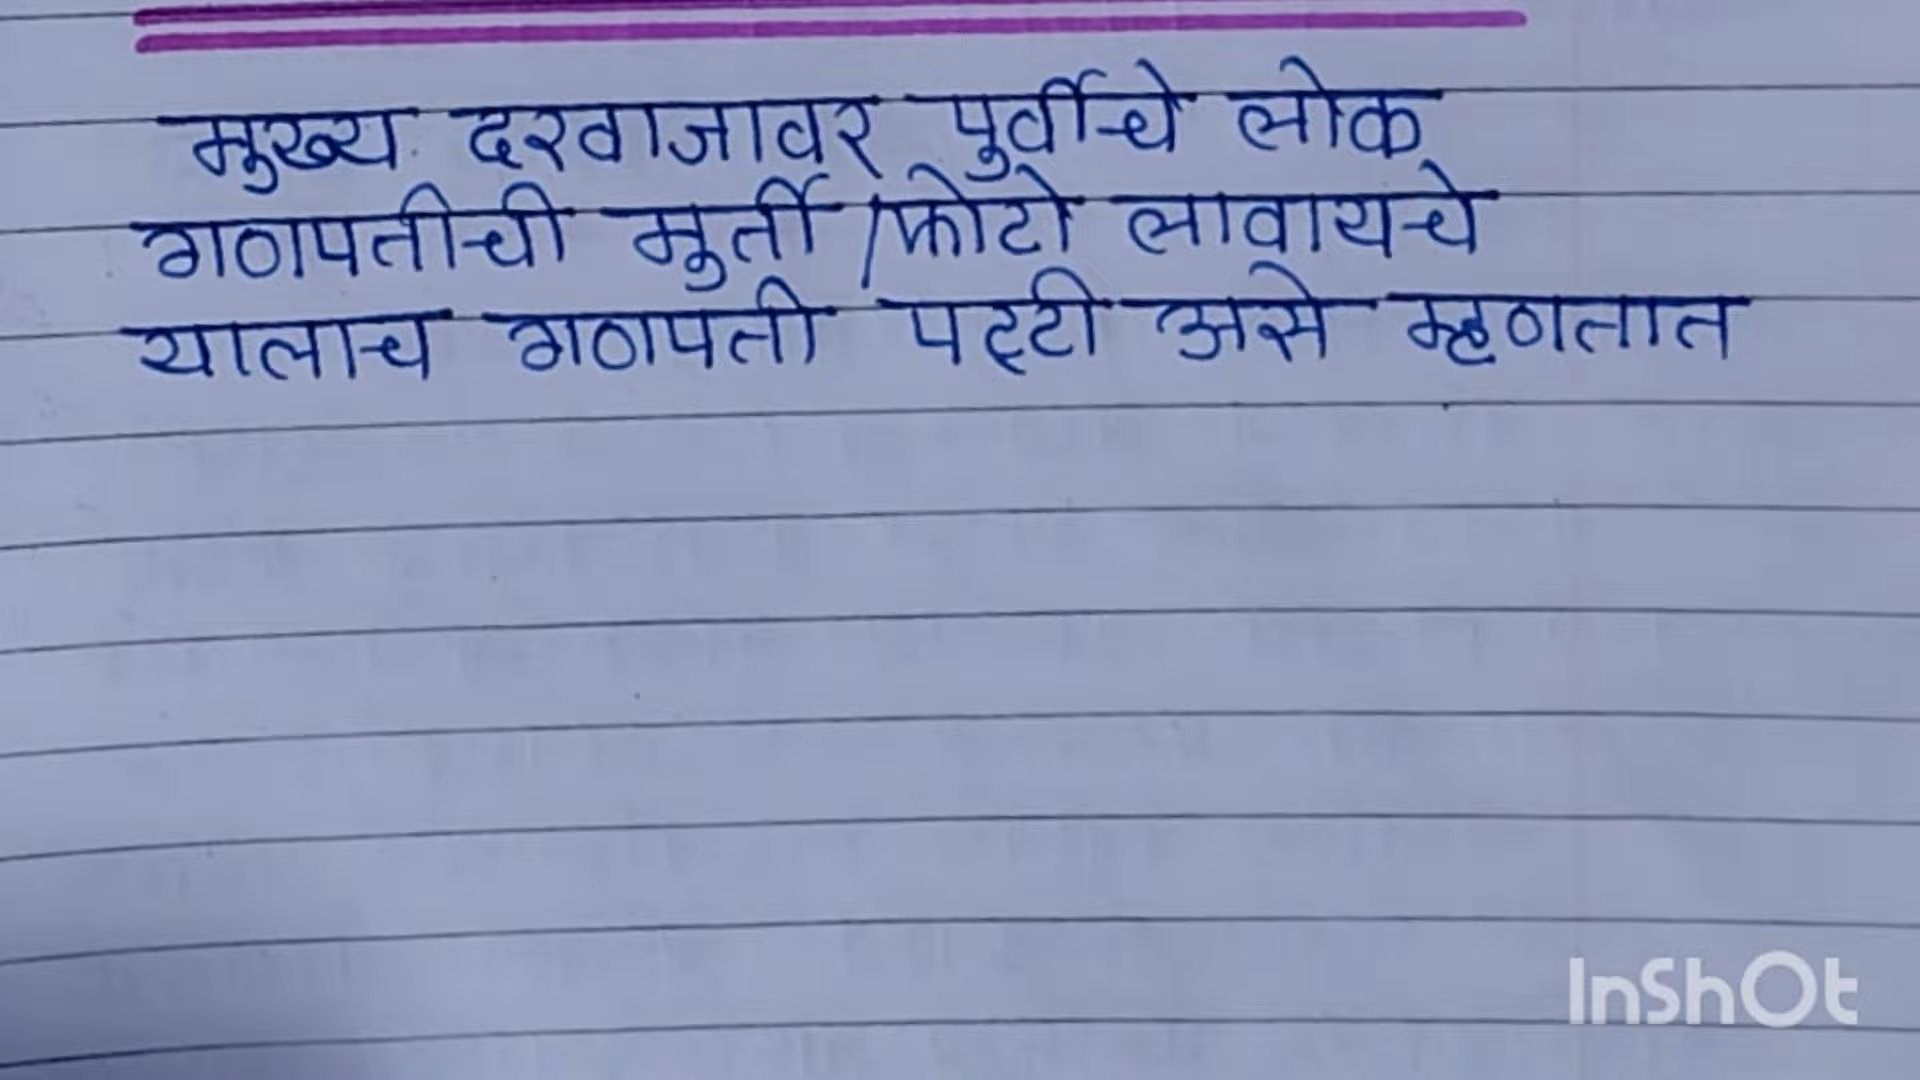 मुख्य दरवाजावर पुर्वीचे लोक
गणपतीची मुर्ती /फोटो लावायचे
यालाच गणपती पट्टी असे म्हणतात
InShOt